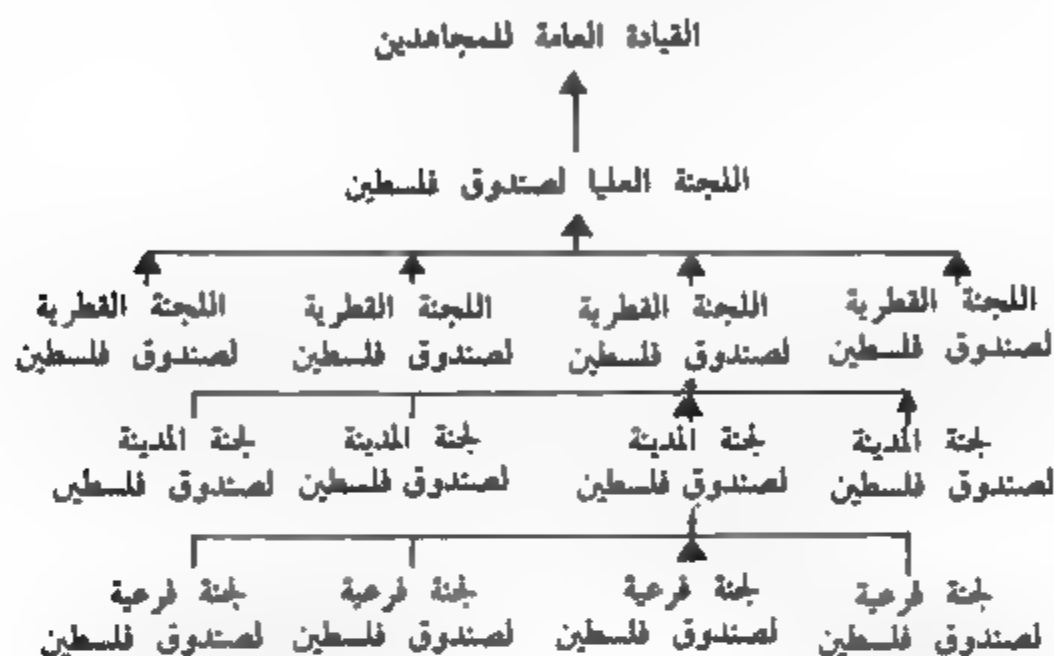 القيادة العامة للمجاهدين
اللجنة العليا لصندوق فلسطين
اللجنة القطرية اللجنة القطرية اللجنة القطرية اللجنة القطرية
لصندوق فلسطين لصندوق فلسطين لصندوق فلسطين لصندوق فلسطين
لجنة المدينة لجنة المدينة لجنة المدينة لجنة المدينة
لصندوق فلسطين لصندوق فلسطين لصندوق فلسطين لصندوق فلسطين
لجنة فرعية لجنة فرعية لجنة فرعية لجنة فرعية
لصندوق فلسطين لصندوق فلسطين لصندوق فلسطين لصندوق فلسطين